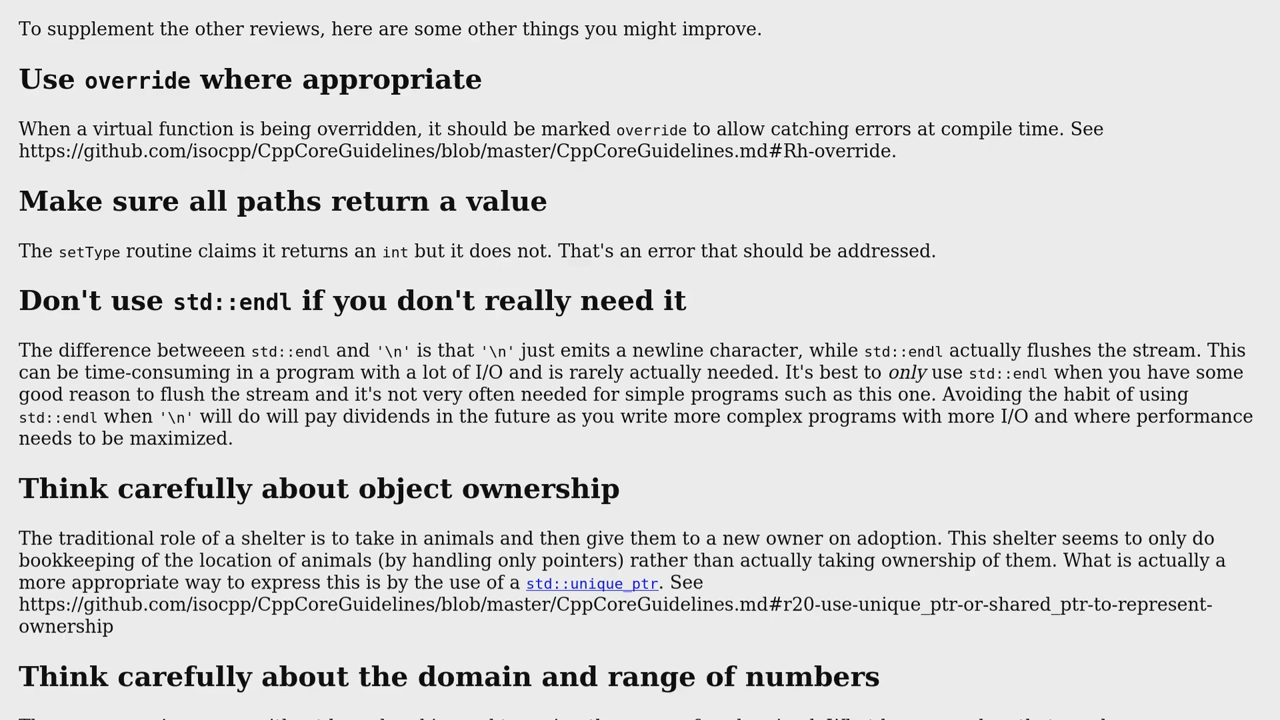 To supplement the other reviews, here are some other things you might improve.
Use override where appropriate
When a virtual function is being overridden, it should be marked override to allow catching errors at compile time. See
https://github.com/isocpp/CppCoreGuidelines/blob/master/CppCoreGuidelines.md#Rh-override.
Make sure all paths return a value
The setType routine claims it returns an int but it does not. That's an error that should be addressed.
Don't use std::endl if you don't really need it
The difference betweeen std::endl and '\n' is that '\n' just emits a newline character, while std::endl actually flushes the stream. This
can be time-consuming in a program with a lot of I/O and is rarely actually needed. It's best to only use std::endl when you have some
good reason to flush the stream and it's not very often needed for simple programs such as this one. Avoiding the habit of using
std::endl when '\n' will do will pay dividends in the future as you write more complex programs with more I/O and where performance
needs to be maximized.
Think carefully about object ownership
The traditional role of a shelter is to take in animals and then give them to a new owner on adoption. This shelter seems to only do
bookkeeping of the location of animals (by handling only pointers) rather than actually taking ownership of them. What is actually a
more appropriate way to express this is by the use of a std::unique_ptr. See
https://github.com/isocpp/CppCoreGuidelines/blob/master/CppCoreGuidelines.md#r20-use-unique_ptr-or-shared_ptr-to-represent-
ownership
Think carefully about the domain and range of numbers